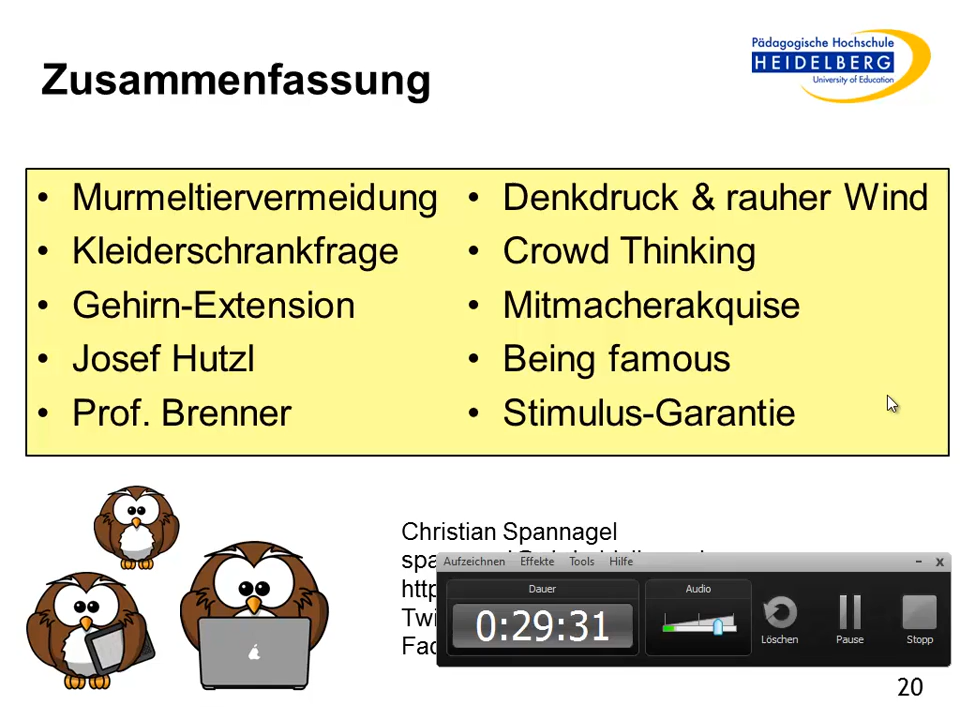 Pädagogische Hochschule
HEIDELBERG
University of Education
Zusammenfassung
• Murmeltiervermeidung
• Kleiderschrankfrage
• Gehirn-Extension
• Josef Hutzl
• Prof. Brenner
• Denkdruck & rauher Wind
• Crowd Thinking
• Mitmacherakquise
• Being famous
• Stimulus-Garantie
Christian Spannagel
Aufzeichnen Effekte Tools Hilfe
Dauer
0:29:31
Audio
Löschen
Pause
Stopp
20